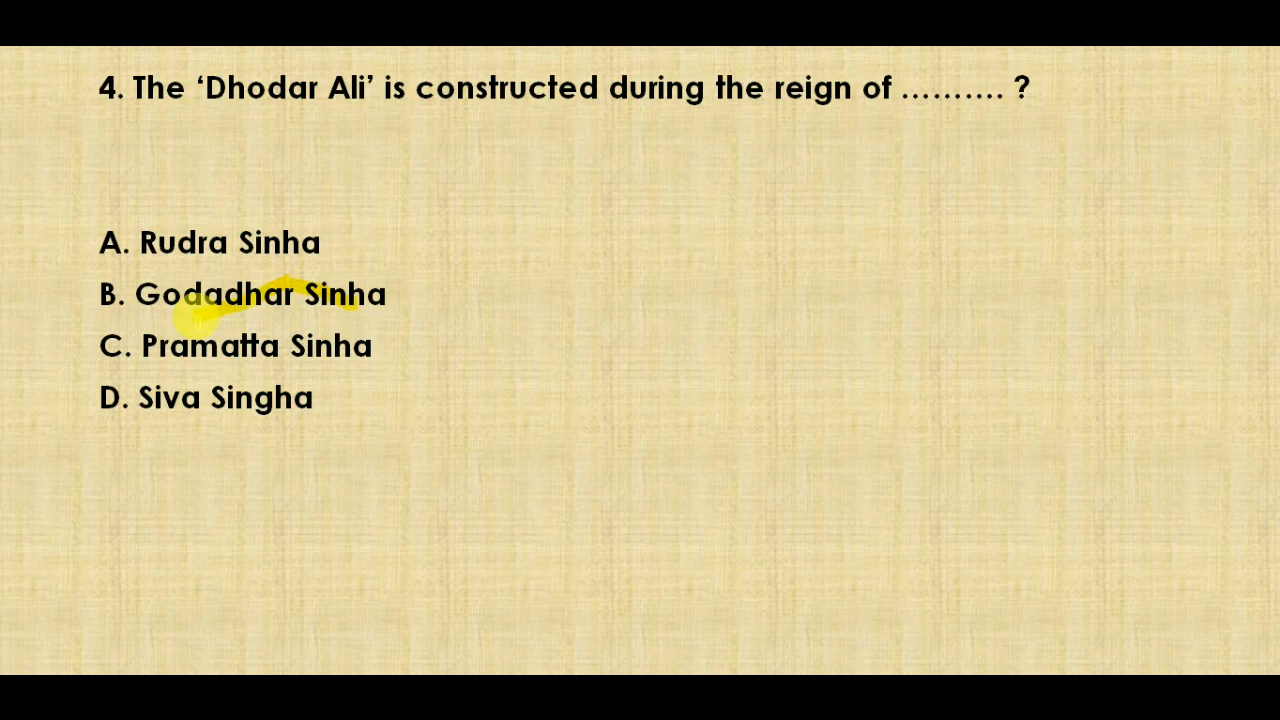 4. The ‘Dhodar Ali’ is constructed during the reign of ………. ?
A. Rudra Sinha
B. Godadhar Sinha
C. Pramatta Sinha
D. Siva Singha